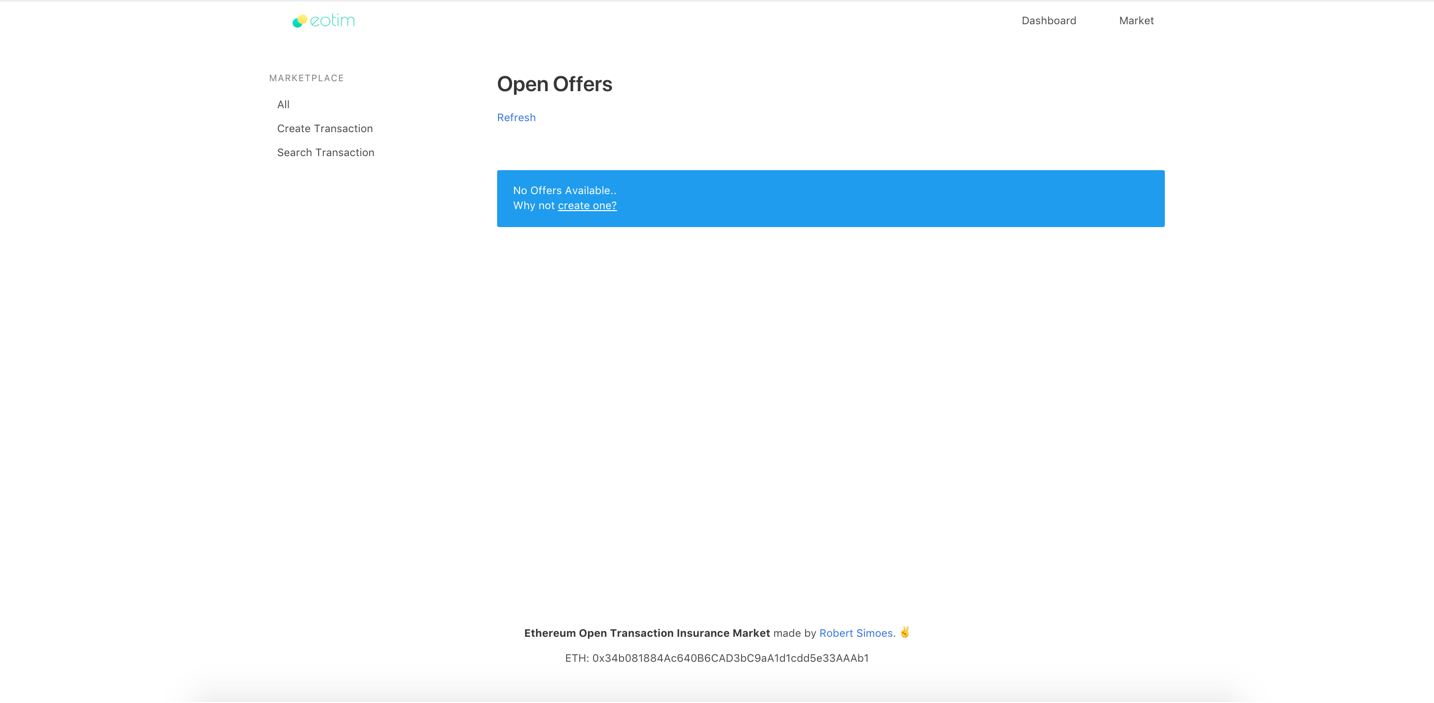 eotim
Dashboard
Market
MARKETPLACE
All
Create Transaction
Search Transaction
Open Offers
Refresh
No Offers Available..
Why not create one?
Ethereum Open Transaction Insurance Market made by Robert Simoes. ✌️
ETH: 0x34b081884Ac640B6CAD3bC9aA1d1cdd5e33AAAb1